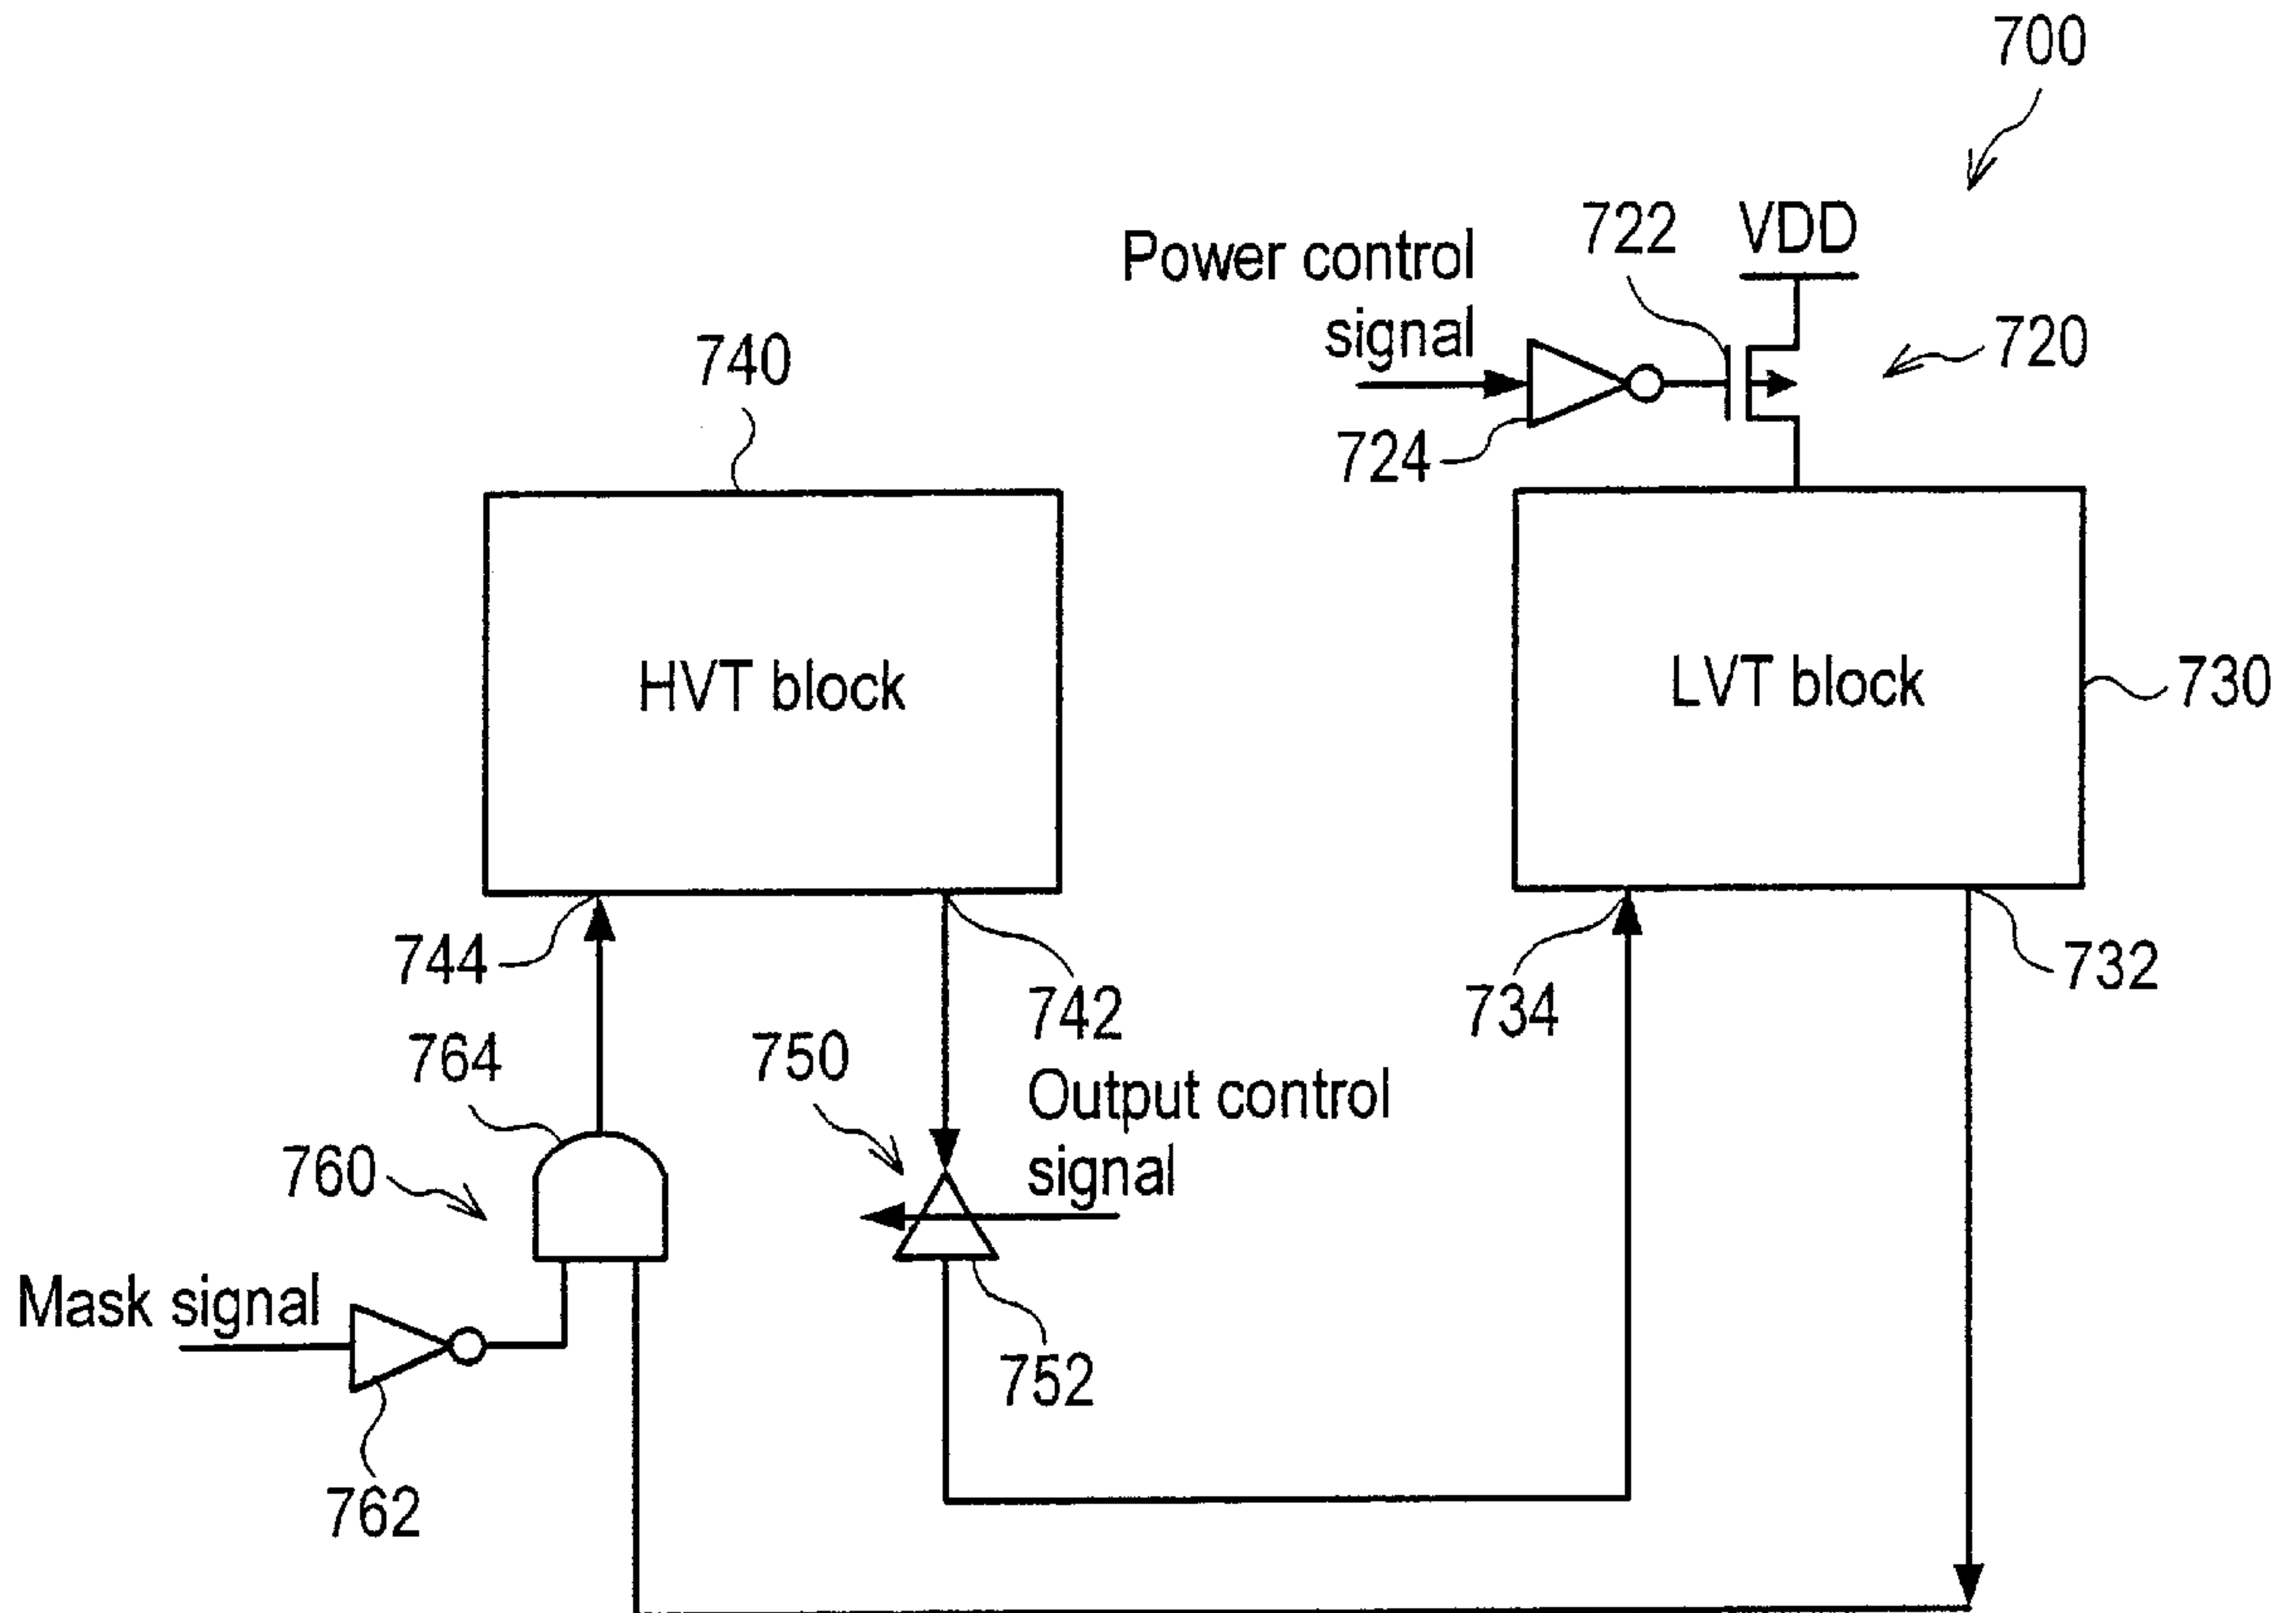 700
722 VDD
Power control
signal
720
740
724
HVT block
LVT block
730
744
742
734
732
764
750
Output control
signal
760
Mask signal
752
762